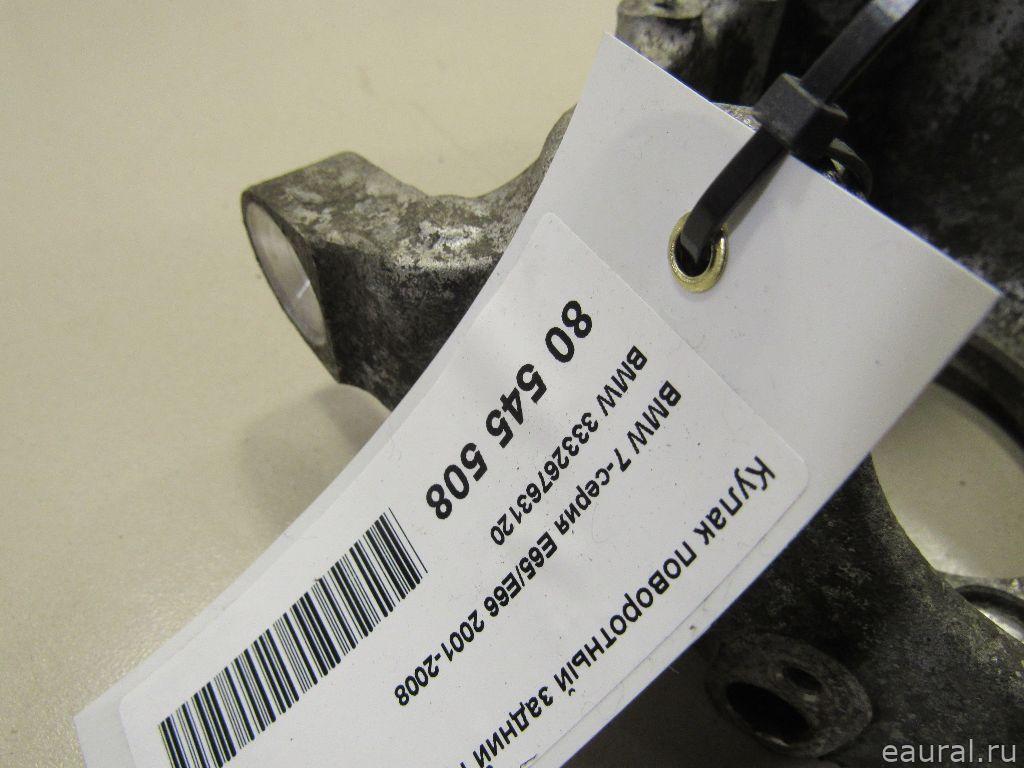 Кулак поворотный задний
BMW 7-серия E65/E66 2001-2008
BMW 33326763120
80 545 508
eaural.ru